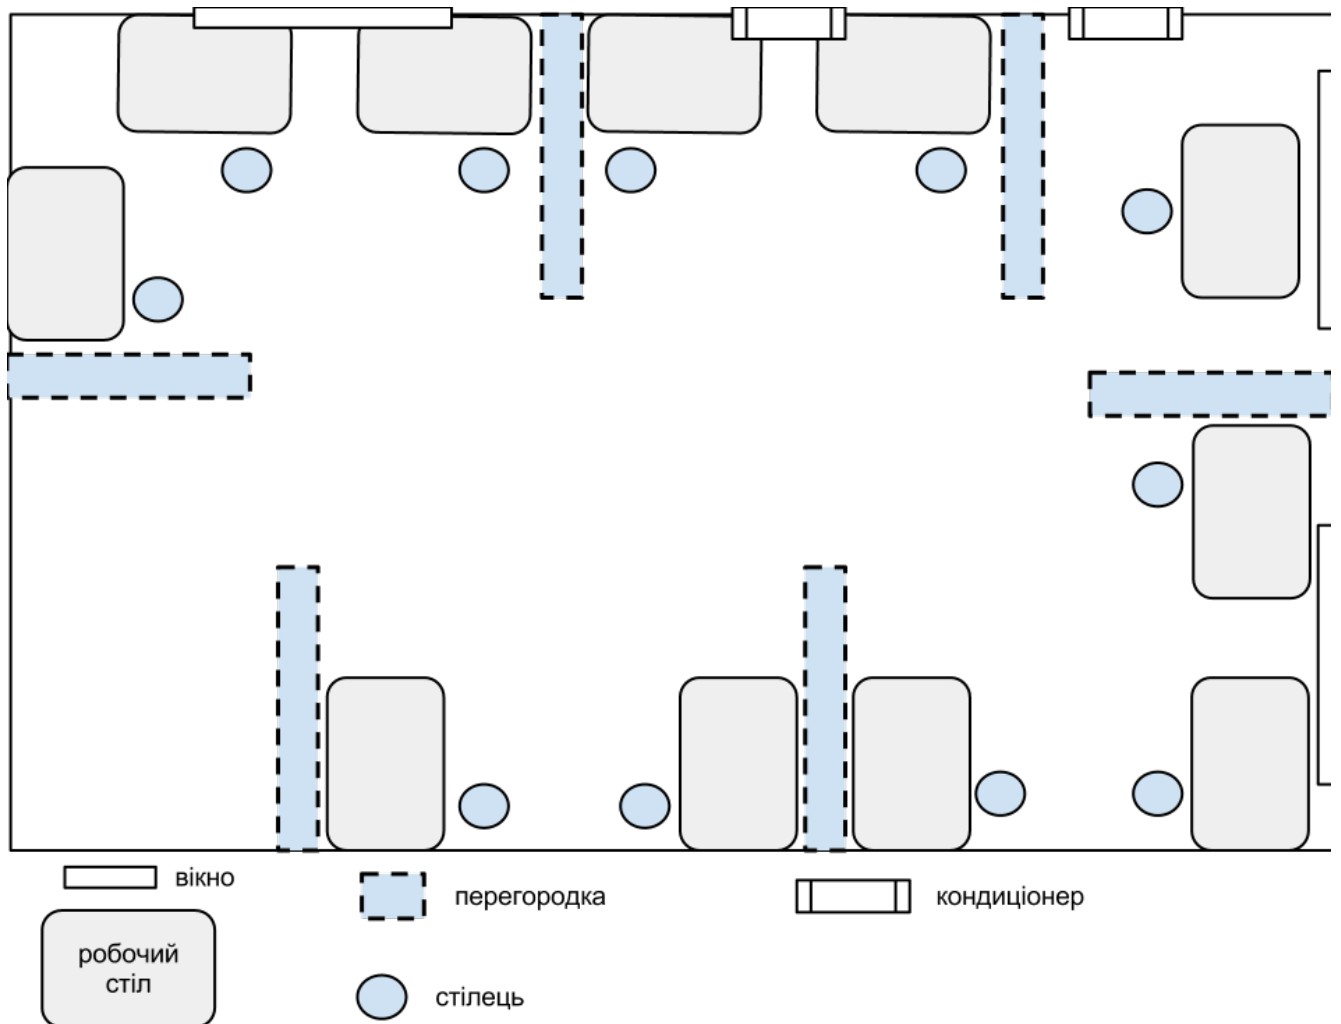 вікно
перегородка
кондиціонер
робочий
стіл
стілець